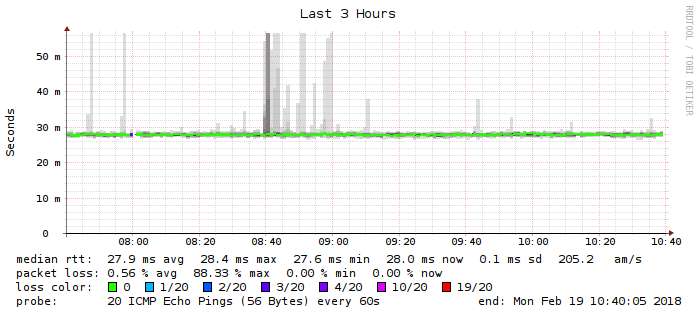 Last 3 Hours
RRDTOOL / TOBI OETIKER
Seconds
50 m
40 m
30 m
20 m
10 m
0
08:00 08:20 08:40 09:00 09:20 09:40 10:00 10:20 10:40
median rtt: 27.9 ms avg 28.4 ms max 27.6 ms min 28.0 ms now 0.1 ms sd 205.2 am/s
packet loss: 0.56 % avg 88.33 % max 0.00 % min 0.00 % now
loss color: 0 1/20 2/20 3/20 4/20 10/20 19/20
probe: 20 ICMP Echo Pings (56 Bytes) every 60s end: Mon Feb 19 10:40:05 2018